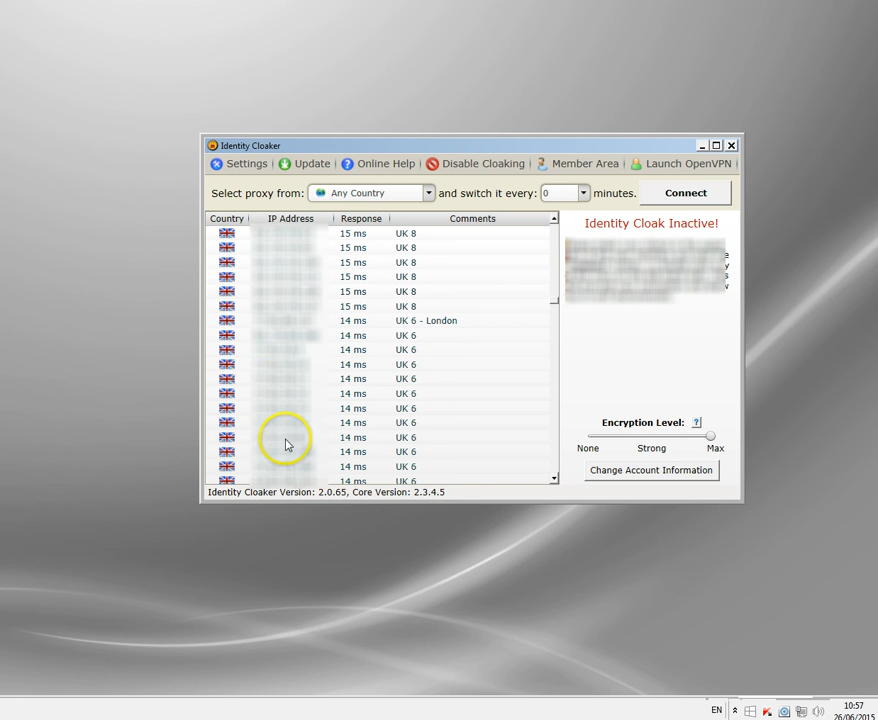 Identity Cloaker
Settings Update Online Help Disable Cloaking Member Area Launch OpenVPN
Select proxy from: Any Country and switch it every: 0 minutes. Connect
Country IP Address Response Comments
Identity Cloak Inactive!
15 ms UK 8
15 ms UK 8
15 ms UK 8
15 ms UK 8
15 ms UK 8
15 ms UK 8
14 ms UK 6 - London
14 ms UK 6
14 ms UK 6
14 ms UK 6
14 ms UK 6
14 ms UK 6
14 ms UK 6
14 ms UK 6
14 ms UK 6
14 ms UK 6
14 ms UK 6
14 ms UK 6
Encryption Level: ?
None Strong Max
Change Account Information
Identity Cloaker Version: 2.0.65, Core Version: 2.3.4.5
EN
10:57
26/06/2015